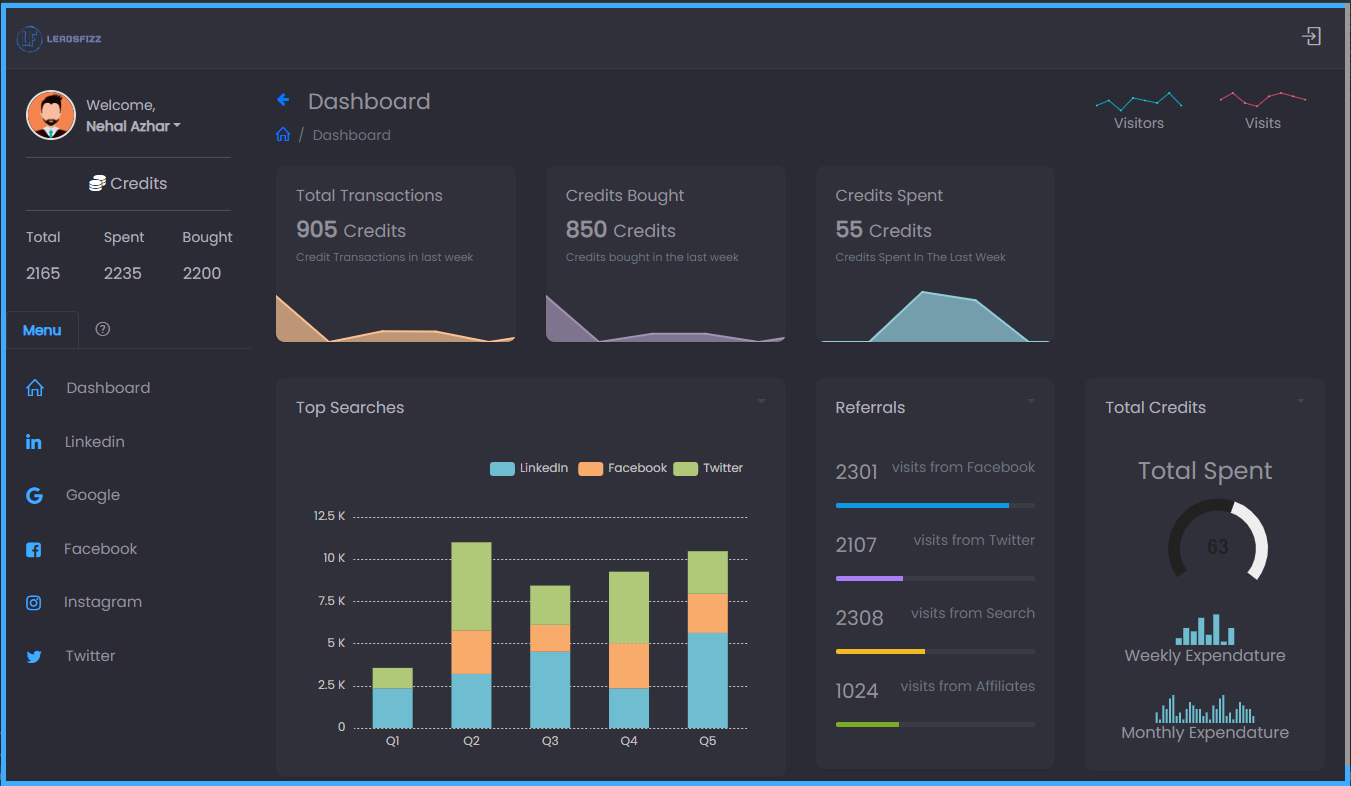 LF LEADSFIZZ
Welcome,
Nehal Azhar
Credits
Total Spent Bought
2165 2235 2200
Menu
Dashboard
Linkedin
Google
Facebook
Instagram
Twitter
Dashboard
/ Dashboard
Visitors
Visits
Total Transactions
905 Credits
Credit Transactions in last week
Credits Bought
850 Credits
Credits bought in the last week
Credits Spent
55 Credits
Credits Spent In The Last Week
Top Searches
LinkedIn Facebook Twitter
12.5 K
10 K
7.5 K
5 K
2.5 K
0
Q1 Q2 Q3 Q4 Q5
Referrals
2301 visits from Facebook
2107 visits from Twitter
2308 visits from Search
1024 visits from Affiliates
Total Credits
Total Spent
63
Weekly Expendature
Monthly Expendature